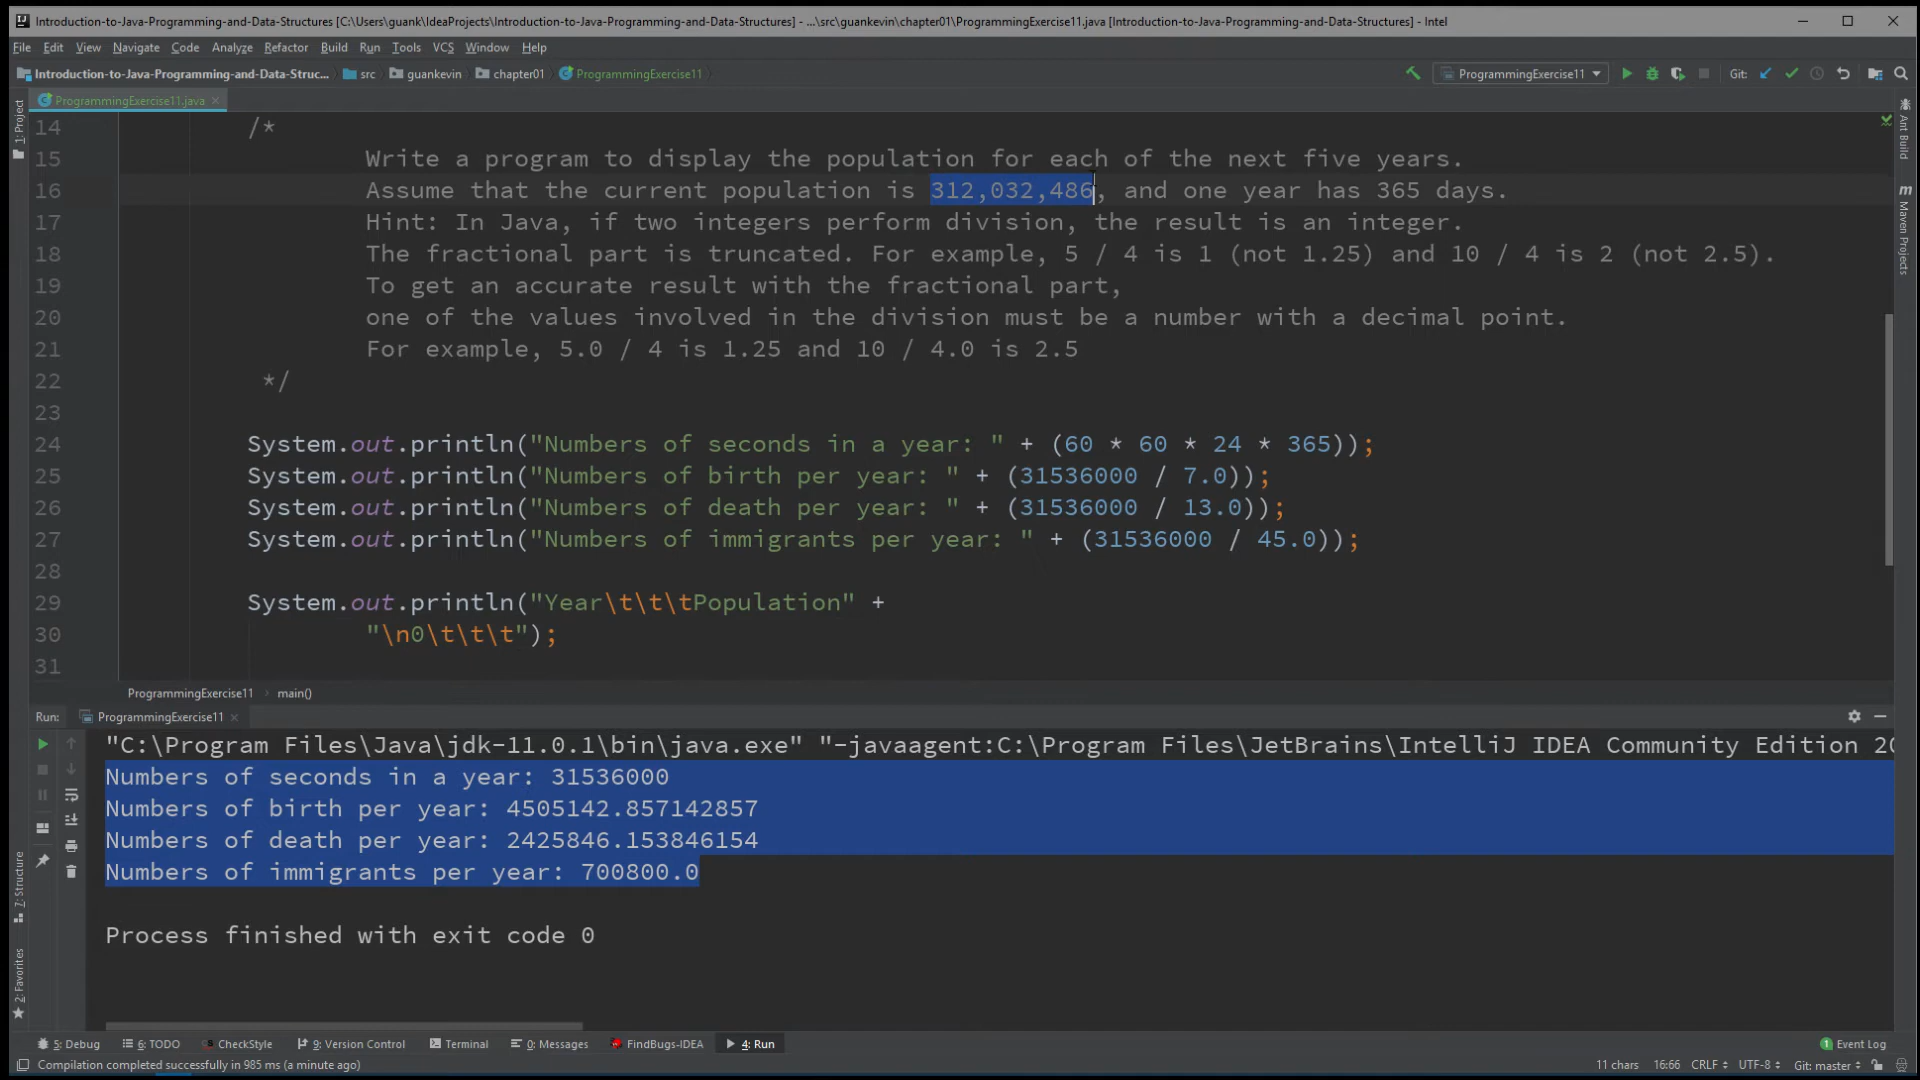 Introduction-to-Java-Programming-and-Data-Structures [C:\Users\guank\IdeaProjects\Introduction-to-Java-Programming-and-Data-Structures] - ...\src\guankevin\chapter01\ProgrammingExercise11.java [Introduction-to-Java-Programming-and-Data-Structures] - Intel
File Edit View Navigate Code Analyze Refactor Build Run Tools VCS Window Help
Introduction-to-Java-Programming-and-Data-Struc... src guankevin chapter01 ProgrammingExercise11 ProgrammingExercise11 Git:
ProgrammingExercise11.java
1: Project
Ant Build
Maven Projects
14 /*
15 Write a program to display the population for each of the next five years.
16 Assume that the current population is 312,032,486, and one year has 365 days.
17 Hint: In Java, if two integers perform division, the result is an integer.
18 The fractional part is truncated. For example, 5 / 4 is 1 (not 1.25) and 10 / 4 is 2 (not 2.5).
19 To get an accurate result with the fractional part,
20 one of the values involved in the division must be a number with a decimal point.
21 For example, 5.0 / 4 is 1.25 and 10 / 4.0 is 2.5
22 */
23
24 System.out.println("Numbers of seconds in a year: " + (60 * 60 * 24 * 365));
25 System.out.println("Numbers of birth per year: " + (31536000 / 7.0));
26 System.out.println("Numbers of death per year: " + (31536000 / 13.0));
27 System.out.println("Numbers of immigrants per year: " + (31536000 / 45.0));
28
29 System.out.println("Year\t\t\tPopulation" +
30 "\n0\t\t\t");
31
ProgrammingExercise11 main()
Run: ProgrammingExercise11
"C:\Program Files\Java\jdk-11.0.1\bin\java.exe" "-javaagent:C:\Program Files\JetBrains\IntelliJ IDEA Community Edition 20
Numbers of seconds in a year: 31536000
Numbers of birth per year: 4505142.857142857
Numbers of death per year: 2425846.153846154
Numbers of immigrants per year: 700800.0
Process finished with exit code 0
7: Structure
2: Favorites
5: Debug 6: TODO CheckStyle 9: Version Control Terminal 0: Messages FindBugs-IDEA 4: Run 1 Event Log
Compilation completed successfully in 985 ms (a minute ago) 11 chars 16:66 CRLF UTF-8 Git: master